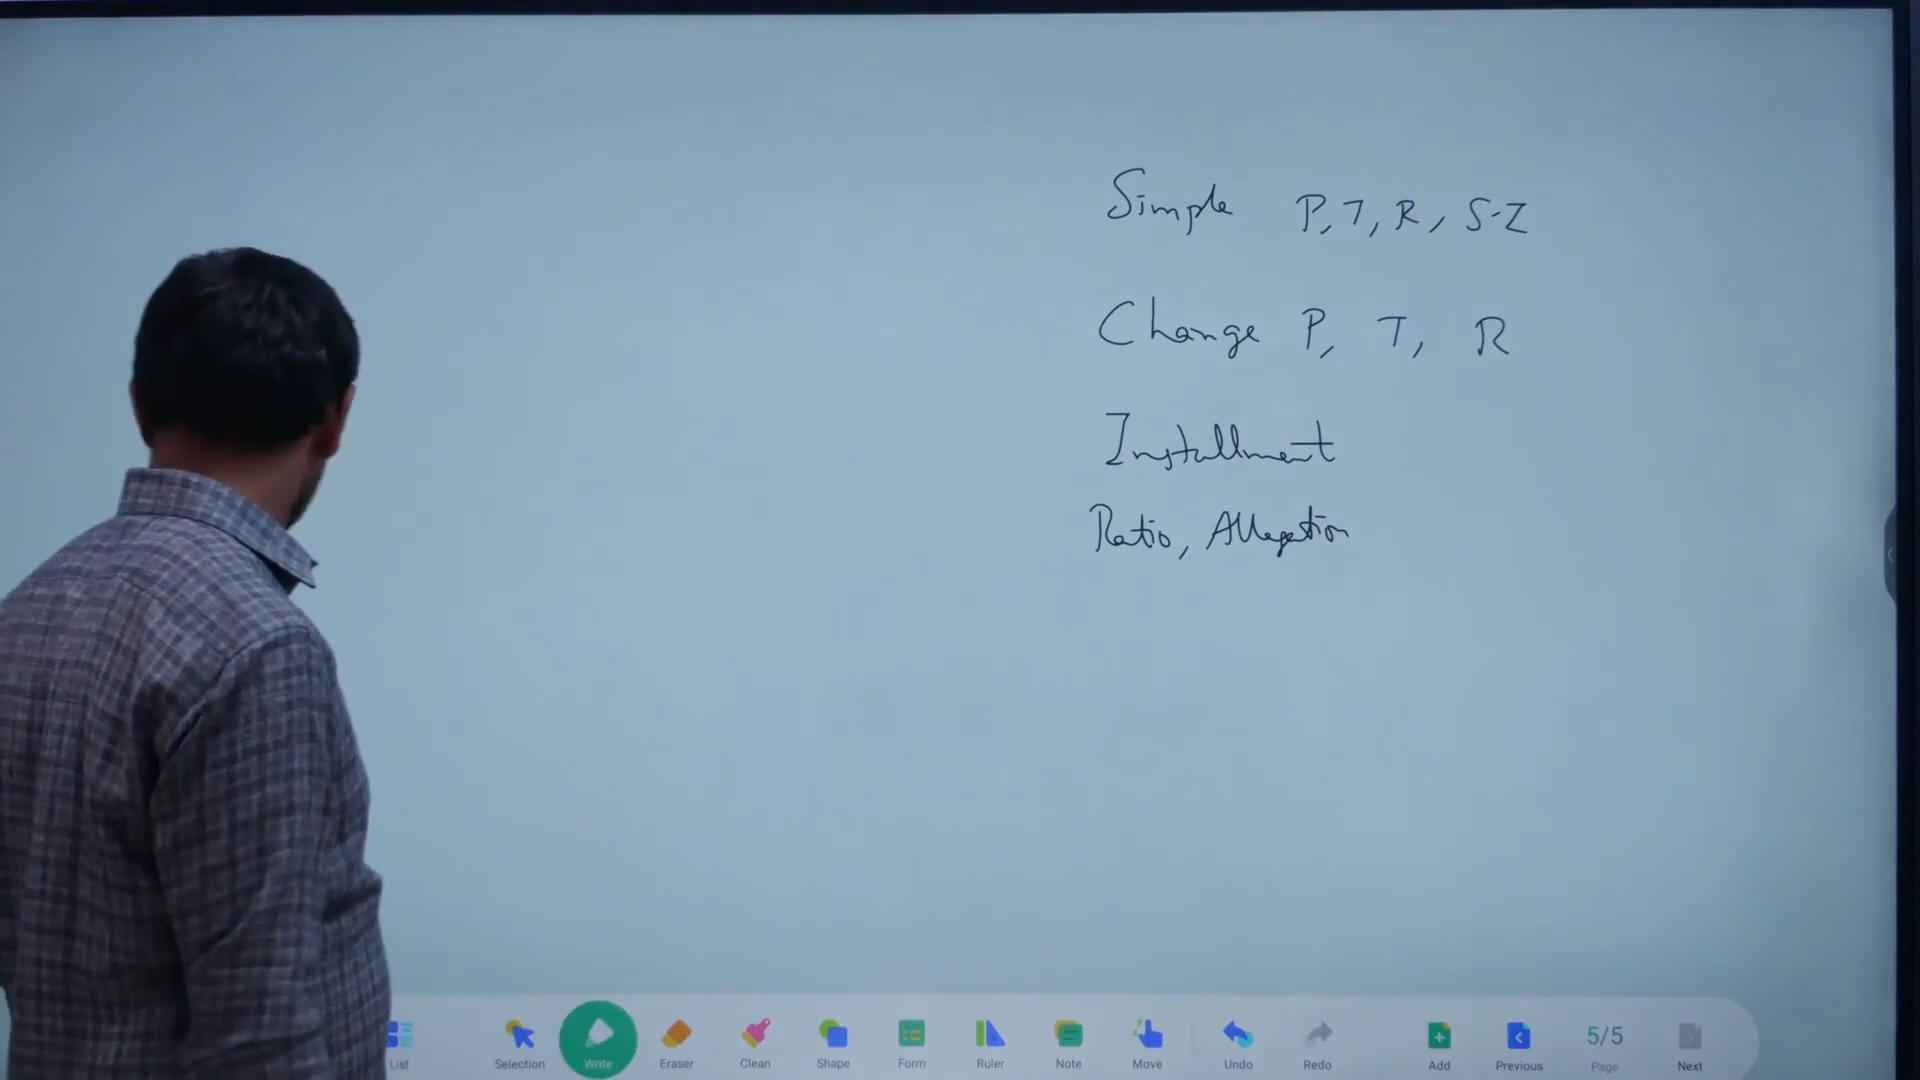 Simple P, T, R, S-I
Change P, T, R
Installment
Ratio, Allegation
List Selection Write Eraser Clean Shape Form Ruler Note Move Undo Redo Add Previous 5/5 Page Next